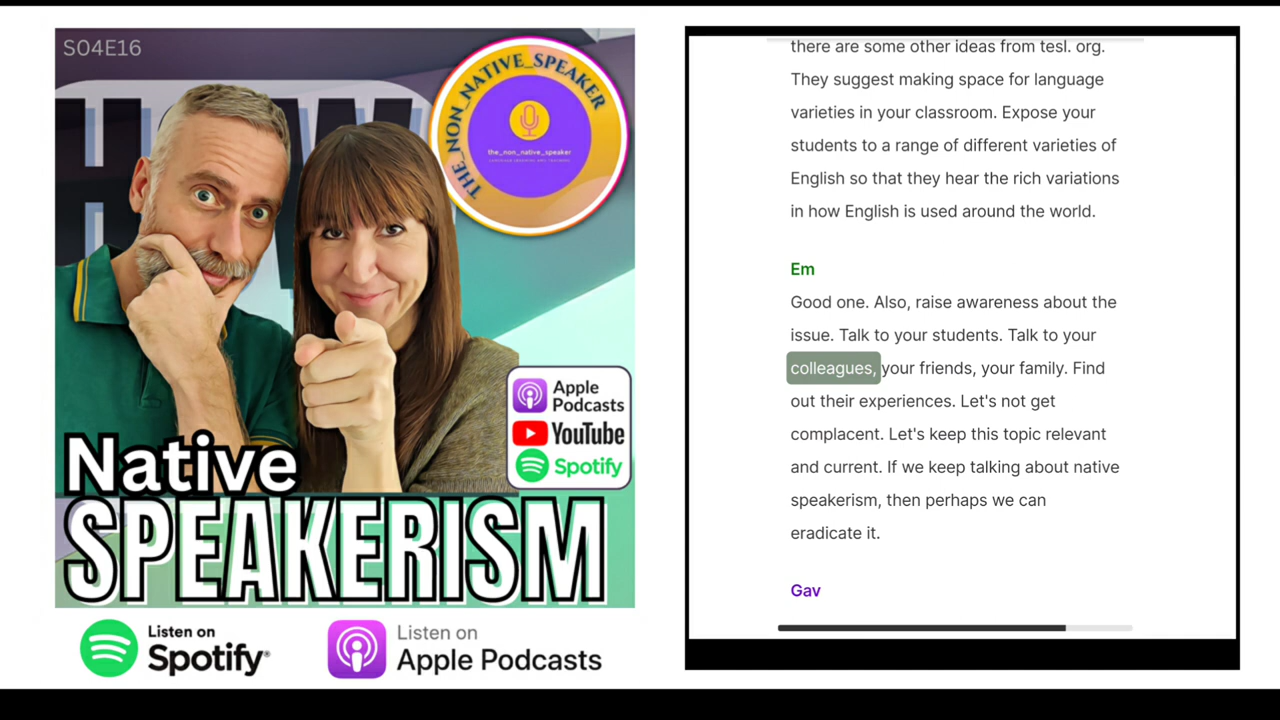 S04E16
THE_NON_NATIVE_SPEAKER
the_non_native_speaker
Apple
Podcasts
YouTube
Spotify
Native
SPEAKERISM
Listen on
Spotify
Listen on
Apple Podcasts
there are some other ideas from tesl. org.
They suggest making space for language
varieties in your classroom. Expose your
students to a range of different varieties of
English so that they hear the rich variations
in how English is used around the world.
Em
Good one. Also, raise awareness about the
issue. Talk to your students. Talk to your
colleagues, your friends, your family. Find
out their experiences. Let's not get
complacent. Let's keep this topic relevant
and current. If we keep talking about native
speakerism, then perhaps we can
eradicate it.
Gav